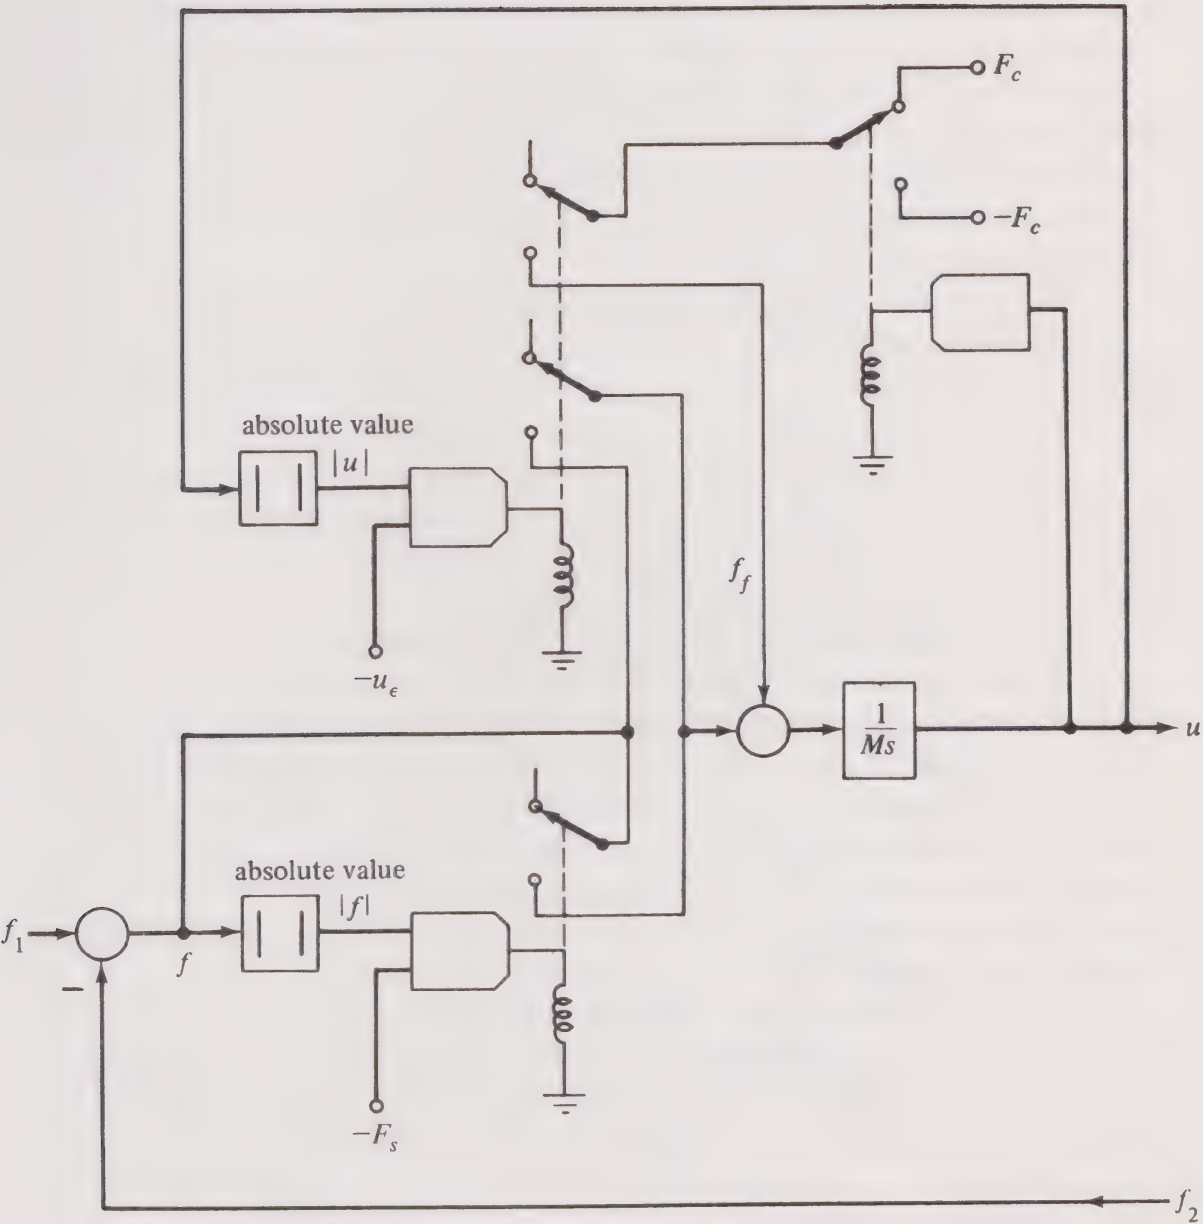 F_c
−F_c
absolute value
|u|
f_f
−u_ϵ
1
Ms
u
absolute value
|f|
f_1
f
−
−F_s
f_2